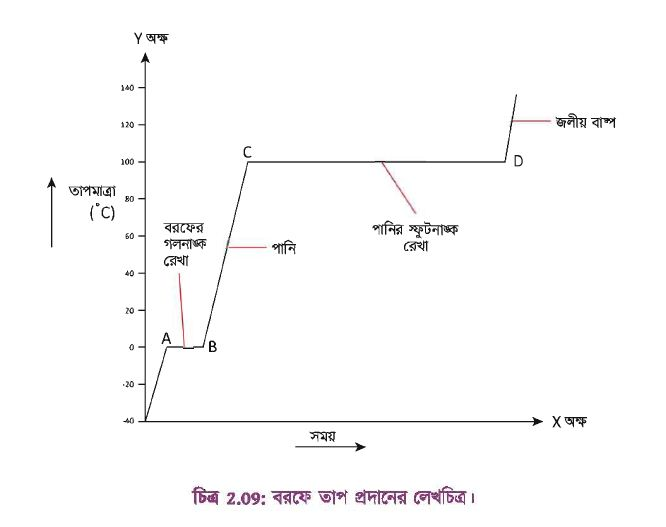 Y অক্ষ
140
120
100
80
60
40
20
0
-20
-40
তাপমাত্রা
(°C)
A
B
C
D
বরফের
গলনাঙ্ক
রেখা
পানি
পানির স্ফুটনাঙ্ক
রেখা
জলীয় বাষ্প
X অক্ষ
সময়
চিত্র 2.09: বরফে তাপ প্রদানের লেখচিত্র।